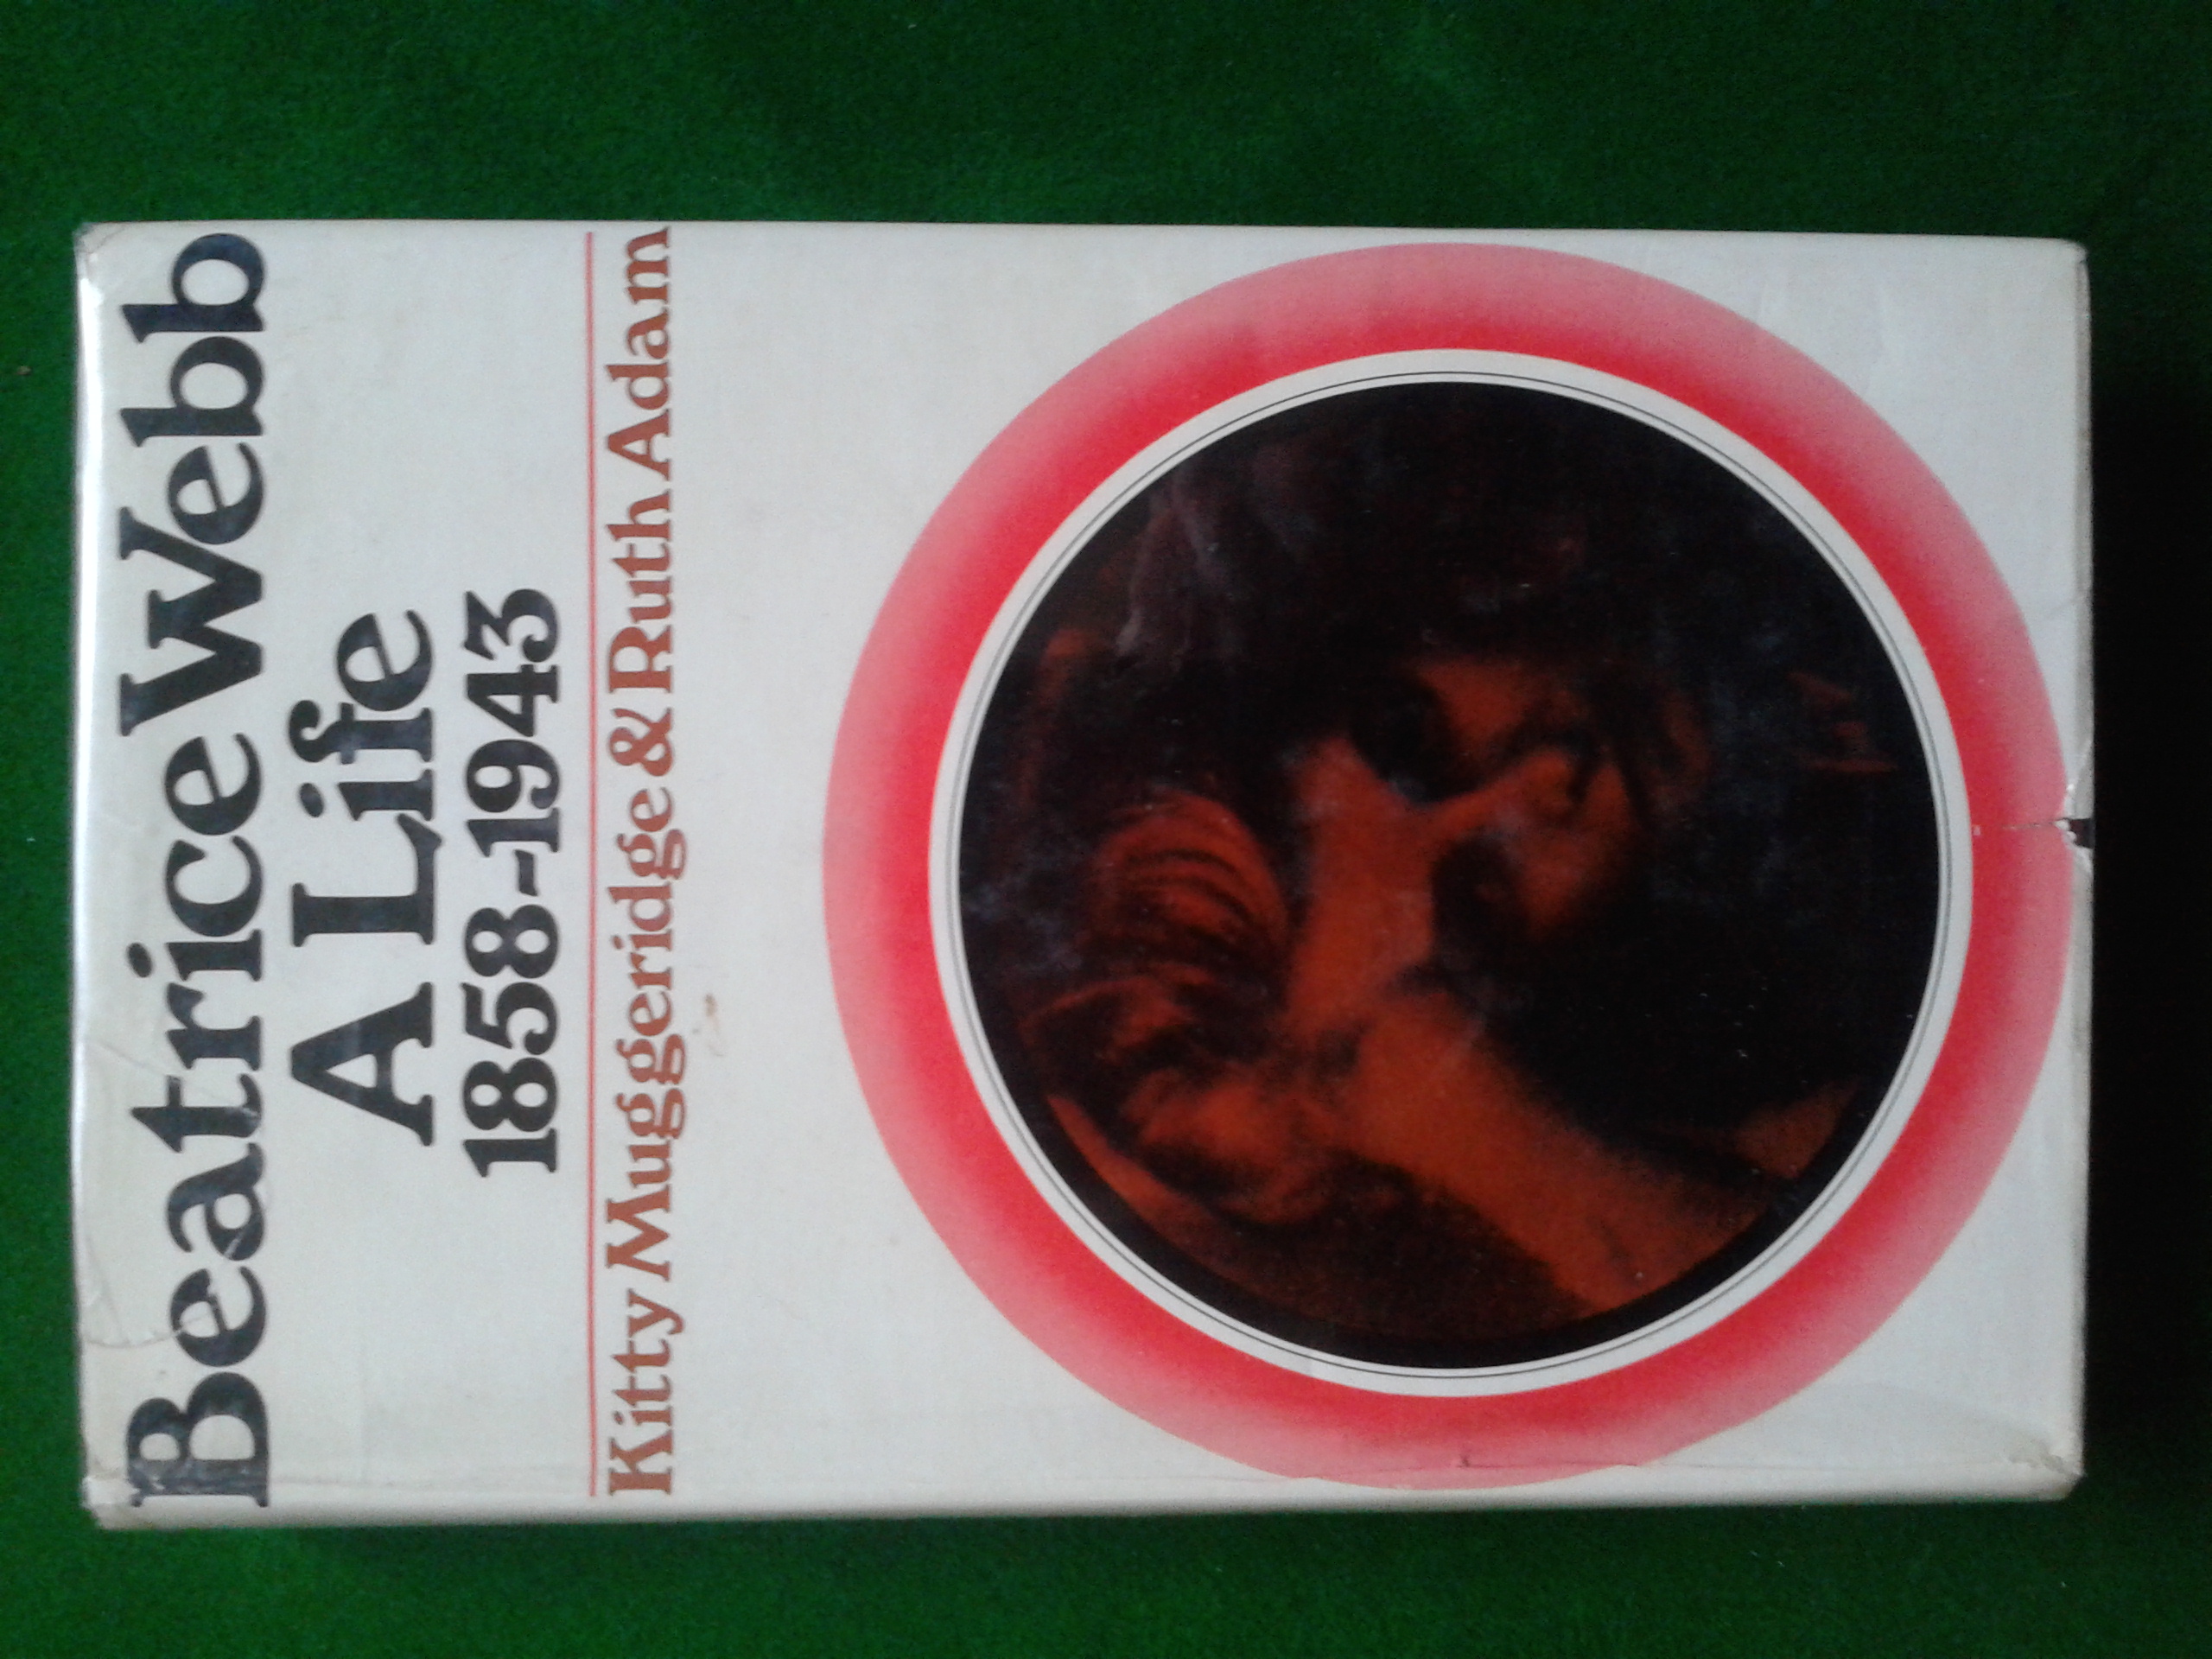 Beatrice Webb
A Life
1858-1943
Kitty Muggeridge & Ruth Adam